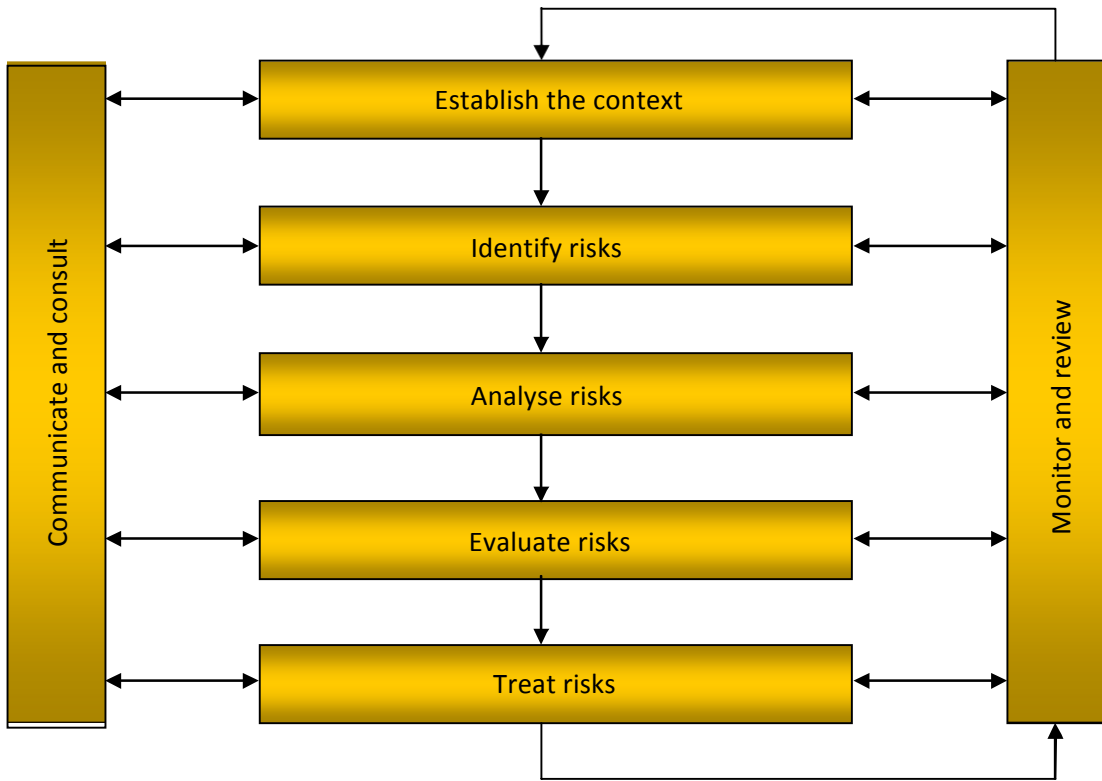 Establish the context
Identify risks
Analyse risks
Evaluate risks
Treat risks
Communicate and consult
Monitor and review